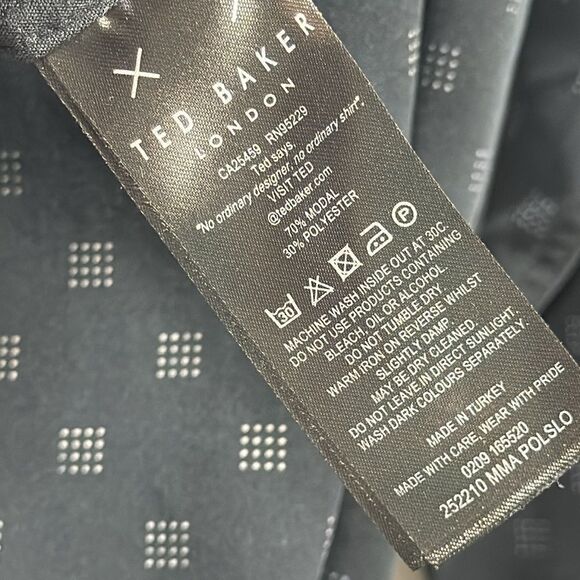 TED BAKER
LONDON
CA25459 RN95229
Ted says,
"No ordinary designer, no ordinary shirt".
VISIT TED
@tedbaker.com
70% MODAL
30% POLYESTER
30
P
MACHINE WASH INSIDE OUT AT 30C.
DO NOT USE PRODUCTS CONTAINING
BLEACH, OIL OR ALCOHOL
DO NOT TUMBLE DRY
WARM IRON ON REVERSE WHILST
SLIGHTLY DAMP.
MAY BE DRY CLEANED.
DO NOT LEAVE IN DIRECT SUNLIGHT.
WASH DARK COLOURS SEPARATELY.
MADE IN TURKEY
MADE WITH CARE, WEAR WITH PRIDE
0209 165520
252210 MMA POLSLO